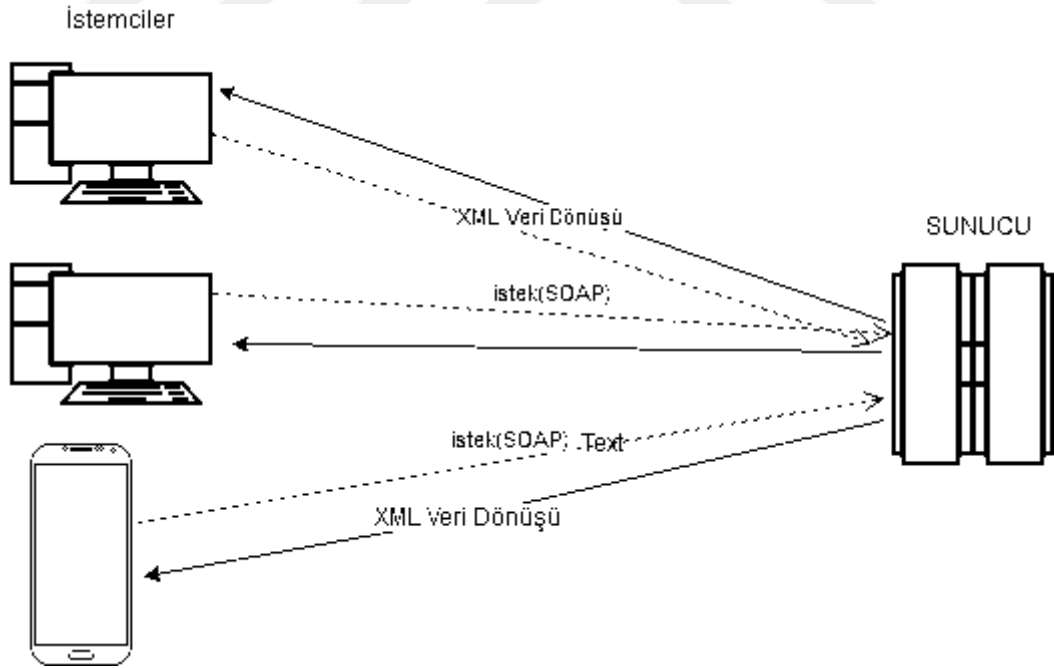 İstemciler
XML Veri Dönüşü
SUNUCU
istek(SOAP)
istek(SOAP)
Text
XML Veri Dönüşü